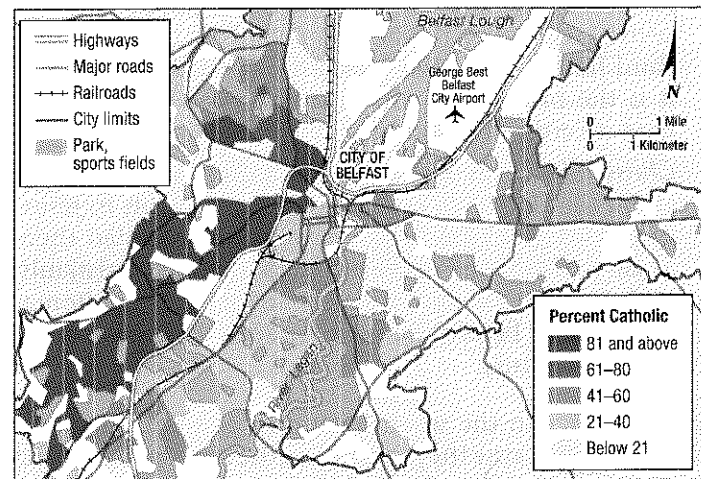 Highways
Major roads
Railroads
City limits
Park,
sports fields
Belfast Lough
George Best
Belfast
City Airport
N
0 1 Mile
0 1 Kilometer
CITY OF
BELFAST
River Lagan
Percent Catholic
81 and above
61–80
41–60
21–40
Below 21